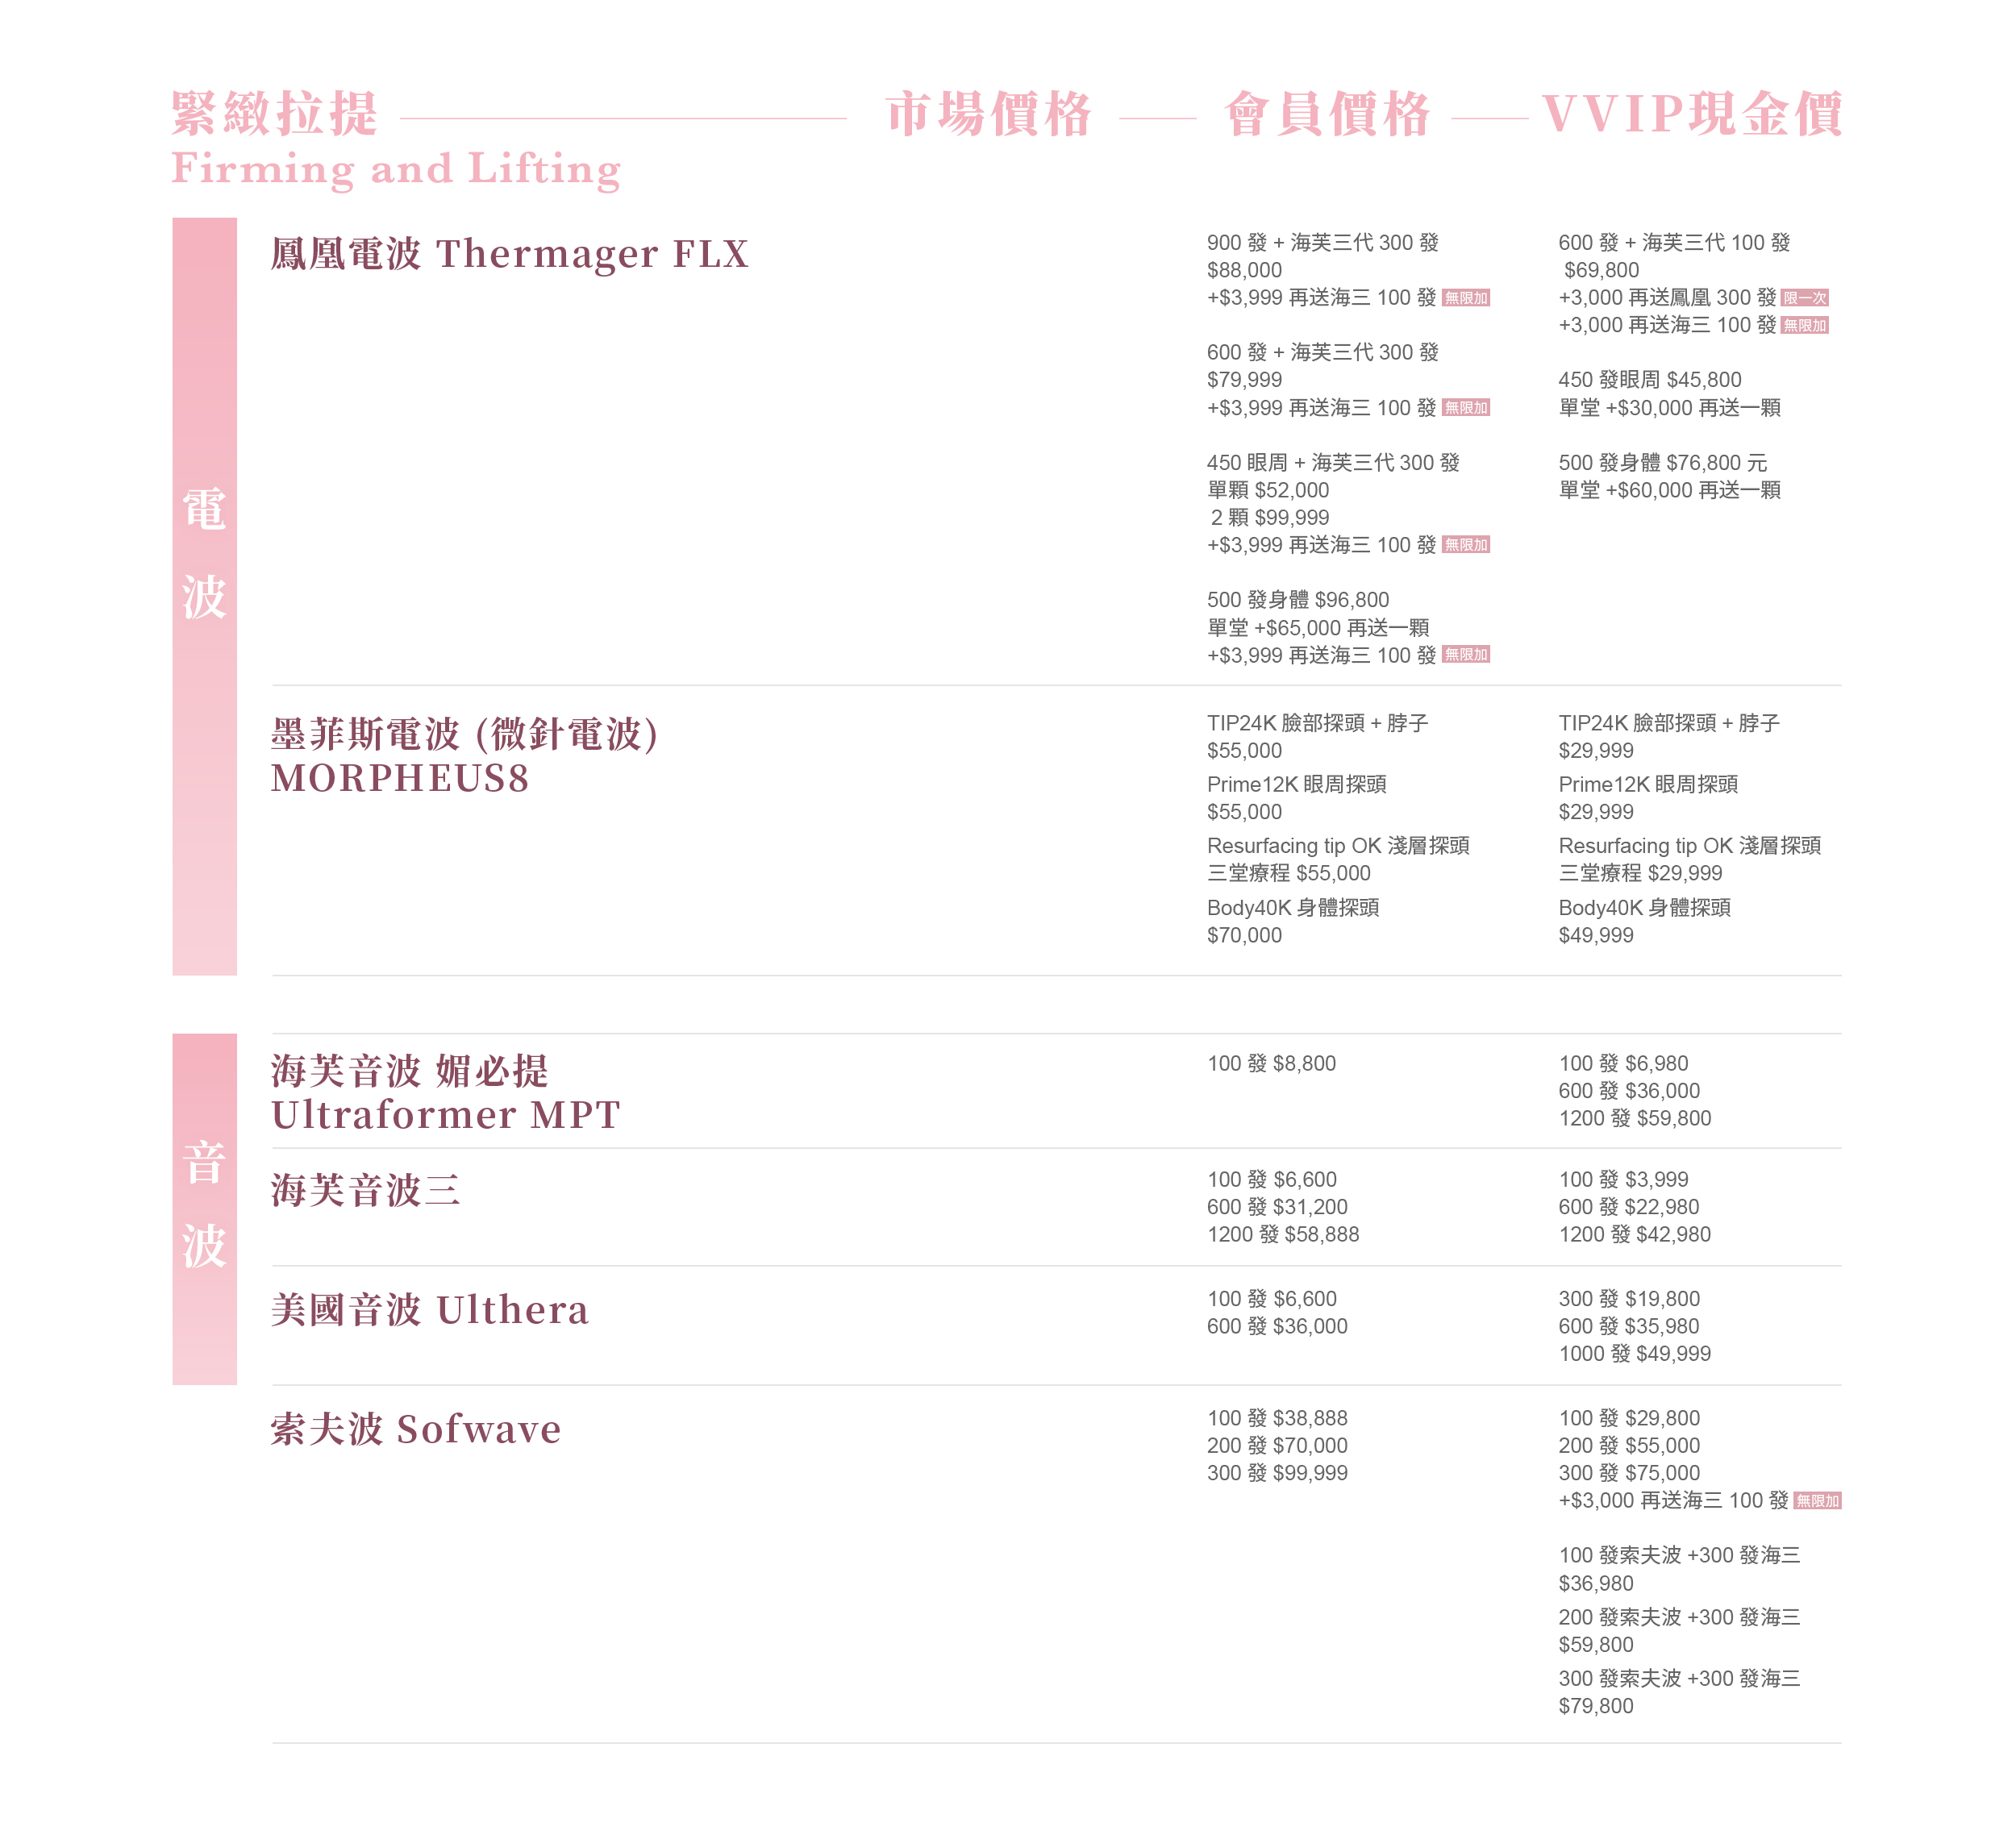 緊緻拉提 市場價格 會員價格 VVIP現金價
Firming and Lifting
電波
鳳凰電波 Thermager FLX
900 發 + 海芙三代 300 發
$88,000
+$3,999 再送海三 100 發 無限加
600 發 + 海芙三代 300 發
$79,999
+$3,999 再送海三 100 發 無限加
450 眼周 + 海芙三代 300 發
單顆 $52,000
2 顆 $99,999
+$3,999 再送海三 100 發 無限加
500 發身體 $96,800
單堂 +$65,000 再送一顆
+$3,999 再送海三 100 發 無限加
600 發 + 海芙三代 100 發
$69,800
+3,000 再送鳳凰 300 發 限一次
+3,000 再送海三 100 發 無限加
450 發眼周 $45,800
單堂 +$30,000 再送一顆
500 發身體 $76,800 元
單堂 +$60,000 再送一顆
墨菲斯電波 (微針電波)
MORPHEUS8
TIP24K 臉部探頭 + 脖子
$55,000
Prime12K 眼周探頭
$55,000
Resurfacing tip OK 淺層探頭
三堂療程 $55,000
Body40K 身體探頭
$70,000
TIP24K 臉部探頭 + 脖子
$29,999
Prime12K 眼周探頭
$29,999
Resurfacing tip OK 淺層探頭
三堂療程 $29,999
Body40K 身體探頭
$49,999
音波
海芙音波 媚必提
Ultraformer MPT
100 發 $8,800
100 發 $6,980
600 發 $36,000
1200 發 $59,800
海芙音波三
100 發 $6,600
600 發 $31,200
1200 發 $58,888
100 發 $3,999
600 發 $22,980
1200 發 $42,980
美國音波 Ulthera
100 發 $6,600
600 發 $36,000
300 發 $19,800
600 發 $35,980
1000 發 $49,999
索夫波 Sofwave
100 發 $38,888
200 發 $70,000
300 發 $99,999
100 發 $29,800
200 發 $55,000
300 發 $75,000
+$3,000 再送海三 100 發 無限加
100 發索夫波 +300 發海三
$36,980
200 發索夫波 +300 發海三
$59,800
300 發索夫波 +300 發海三
$79,800